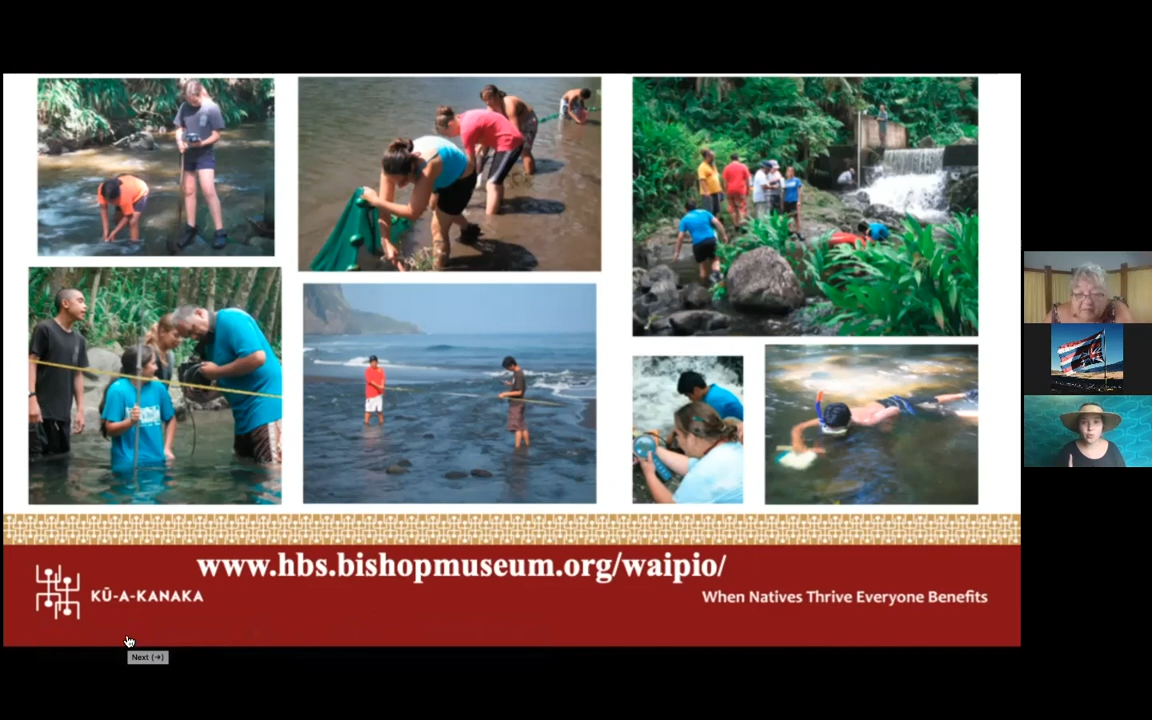 www.hbs.bishopmuseum.org/waipio/
KŪ-A-KANAKA
When Natives Thrive Everyone Benefits
Next (→)